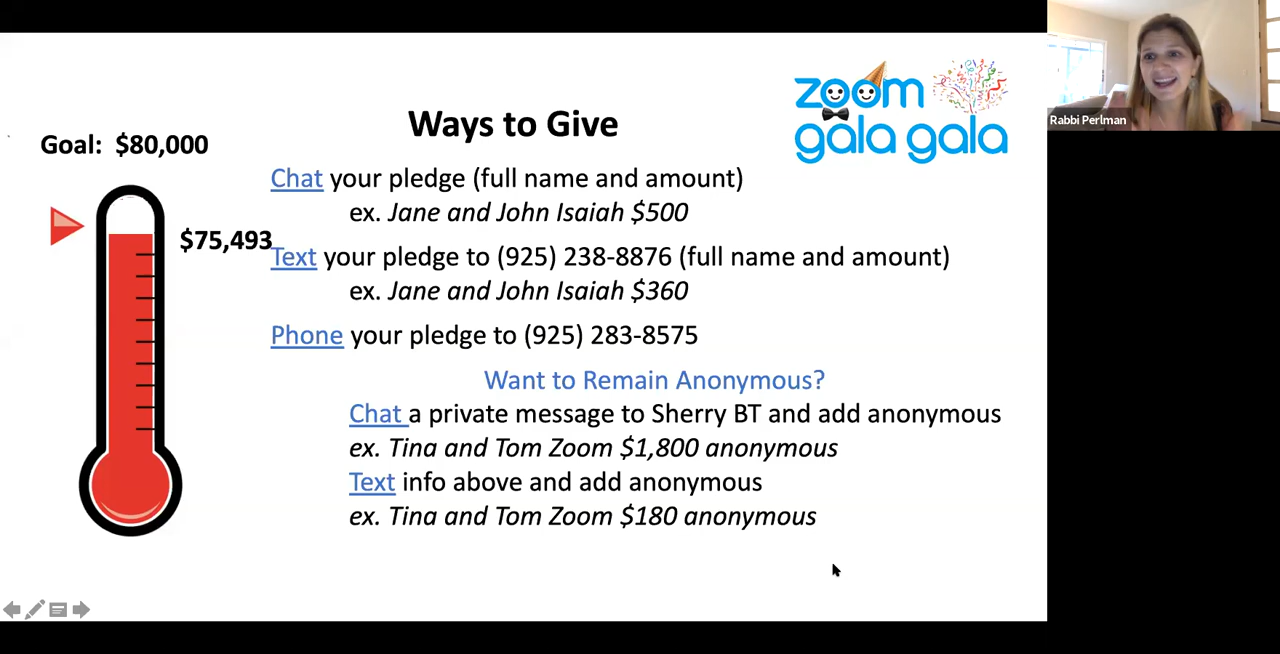 zoom
gala gala
Rabbi Perlman
Ways to Give
Goal: $80,000
$75,493
Chat your pledge (full name and amount)
ex. Jane and John Isaiah $500
Text your pledge to (925) 238-8876 (full name and amount)
ex. Jane and John Isaiah $360
Phone your pledge to (925) 283-8575
Want to Remain Anonymous?
Chat a private message to Sherry BT and add anonymous
ex. Tina and Tom Zoom $1,800 anonymous
Text info above and add anonymous
ex. Tina and Tom Zoom $180 anonymous